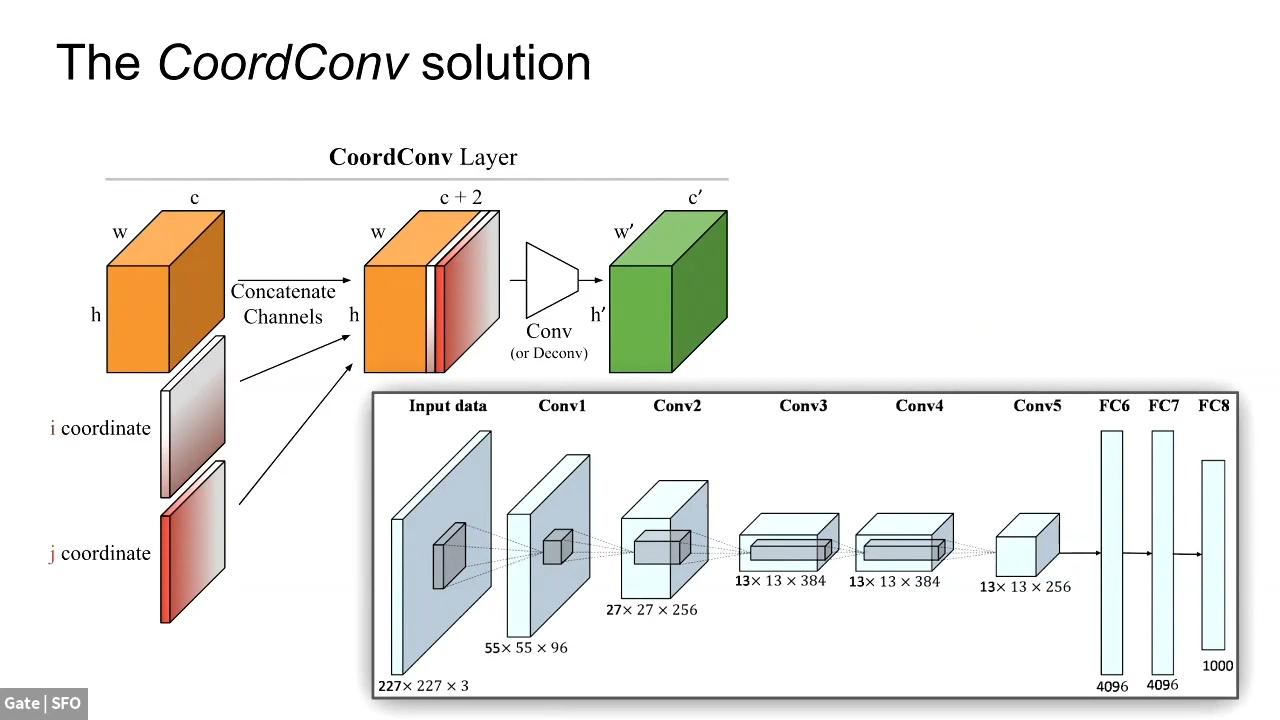 The CoordConv solution
CoordConv Layer
c
c + 2
c′
w
w
w′
h
Concatenate
Channels
h
h′
Conv
(or Deconv)
i coordinate
j coordinate
Input data Conv1 Conv2 Conv3 Conv4 Conv5 FC6 FC7 FC8
13× 13 × 384
13× 13 × 384
13× 13 × 256
27× 27 × 256
55× 55 × 96
227× 227 × 3
4096
4096
1000
Gate | SFO